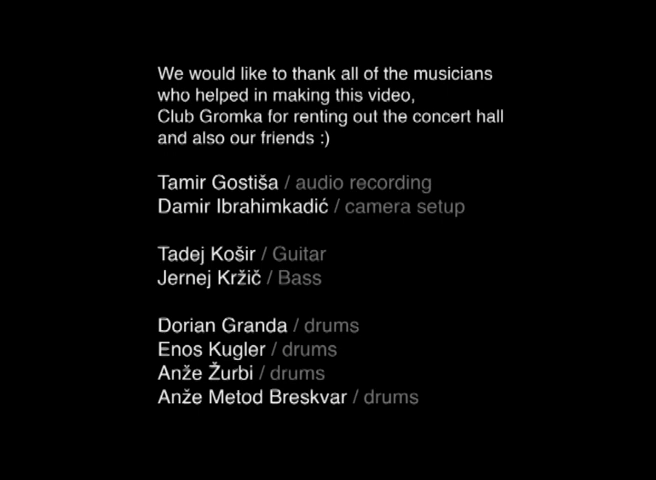 We would like to thank all of the musicians
who helped in making this video,
Club Gromka for renting out the concert hall
and also our friends :)
Tamir Gostiša / audio recording
Damir Ibrahimkadić / camera setup
Tadej Košir / Guitar
Jernej Kržič / Bass
Dorian Granda / drums
Enos Kugler / drums
Anže Žurbi / drums
Anže Metod Breskvar / drums